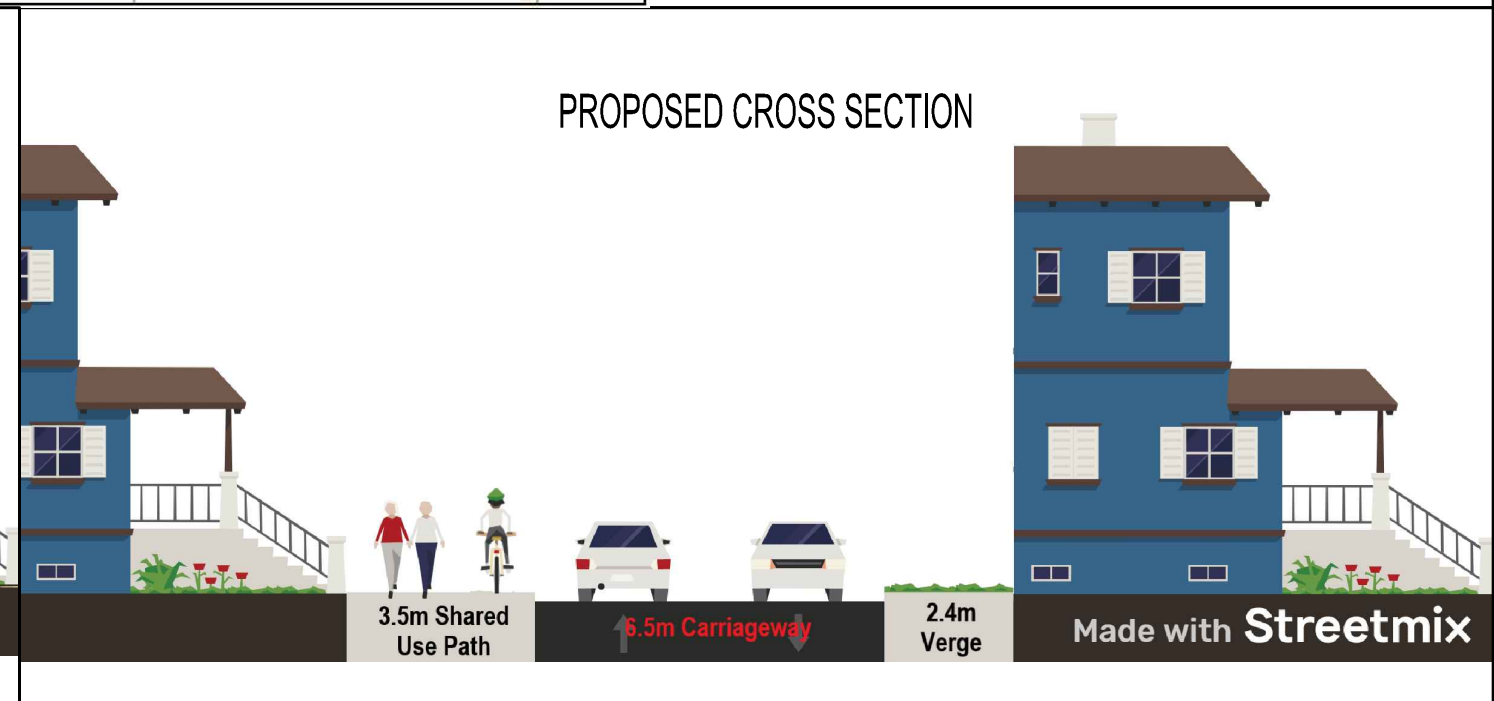 PROPOSED CROSS SECTION
3.5m Shared
Use Path
6.5m Carriageway
2.4m
Verge
Made with Streetmix